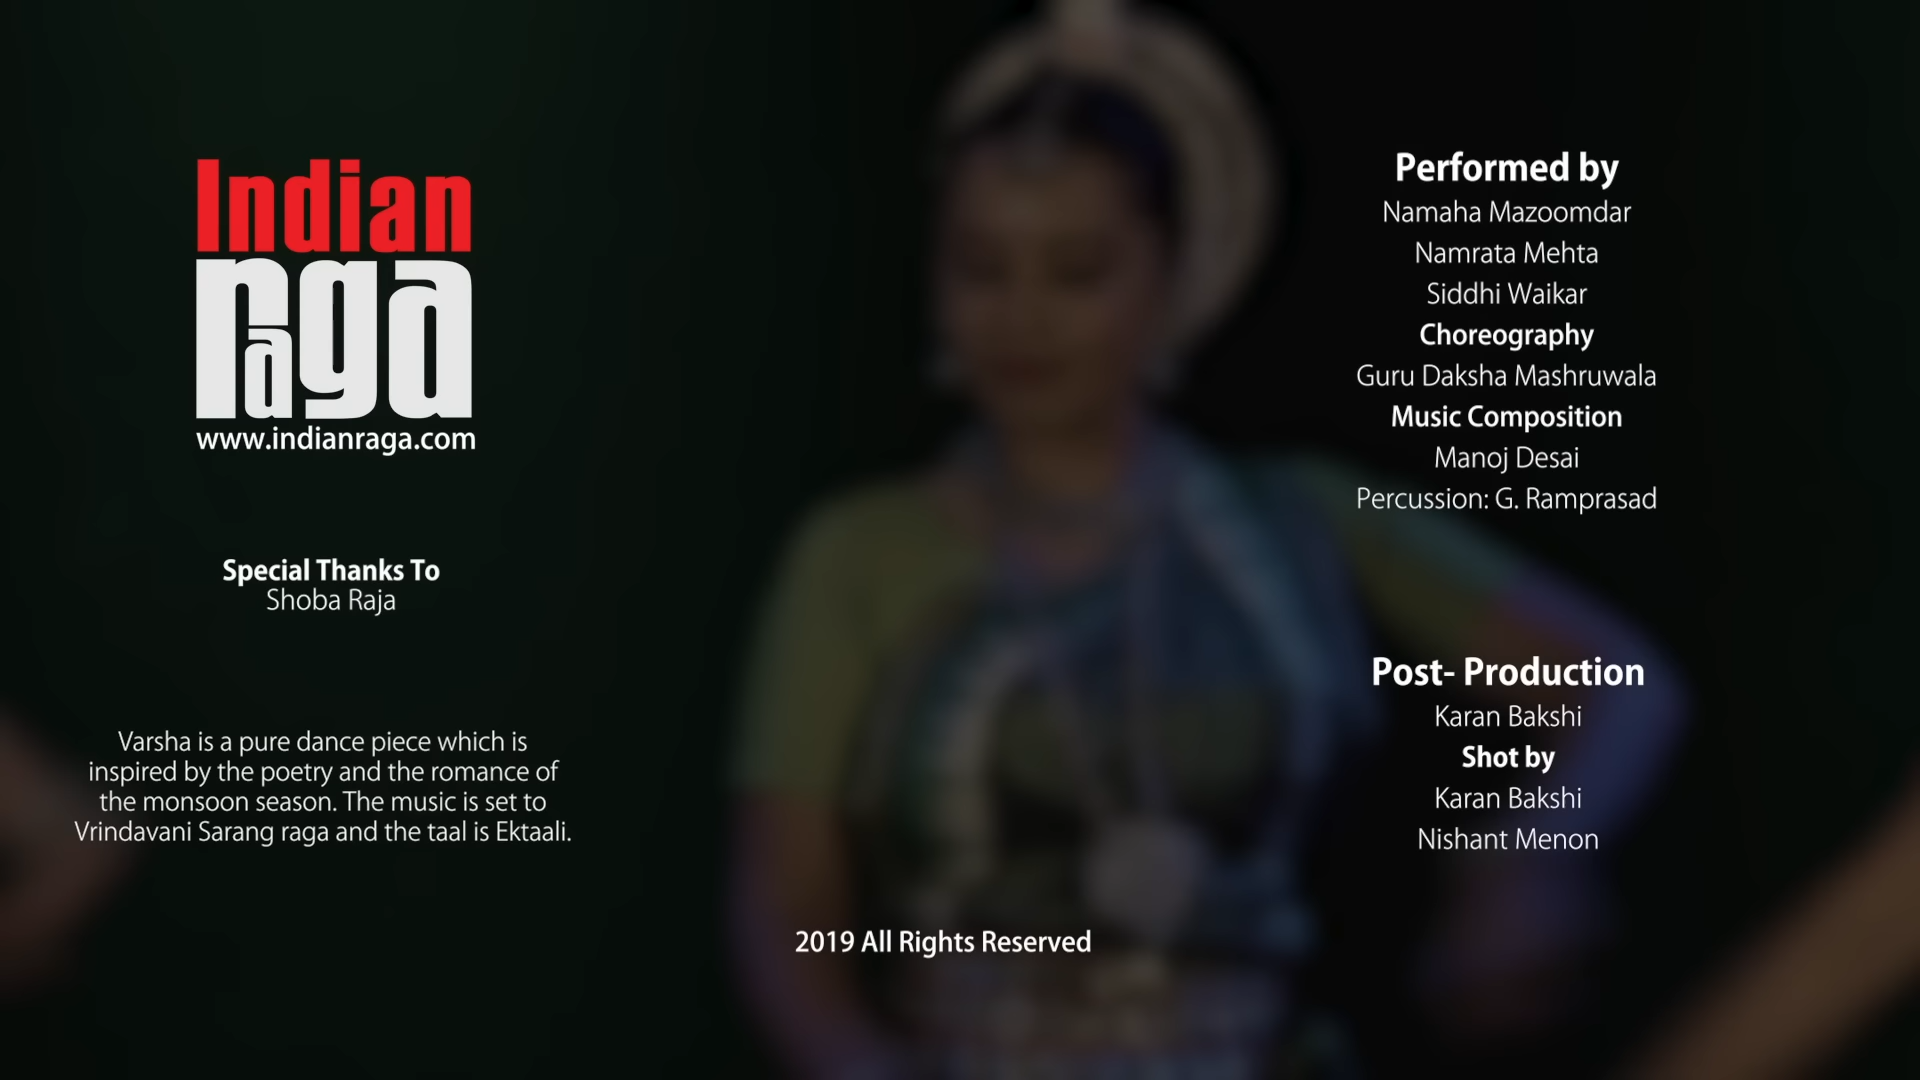 Indian
raga
www.indianraga.com
Special Thanks To
Shoba Raja
Varsha is a pure dance piece which is
inspired by the poetry and the romance of
the monsoon season. The music is set to
Vrindavani Sarang raga and the taal is Ektaali.
Performed by
Namaha Mazoomdar
Namrata Mehta
Siddhi Waikar
Choreography
Guru Daksha Mashruwala
Music Composition
Manoj Desai
Percussion: G. Ramprasad
Post- Production
Karan Bakshi
Shot by
Karan Bakshi
Nishant Menon
2019 All Rights Reserved